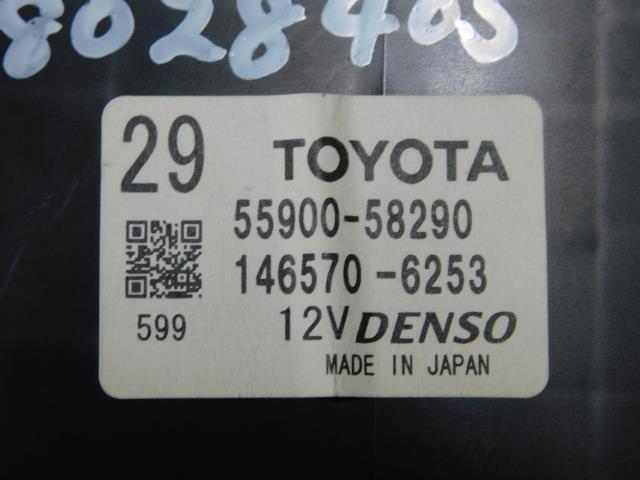 8028405
29 TOYOTA
55900-58290
146570-6253
599 12V DENSO
MADE IN JAPAN